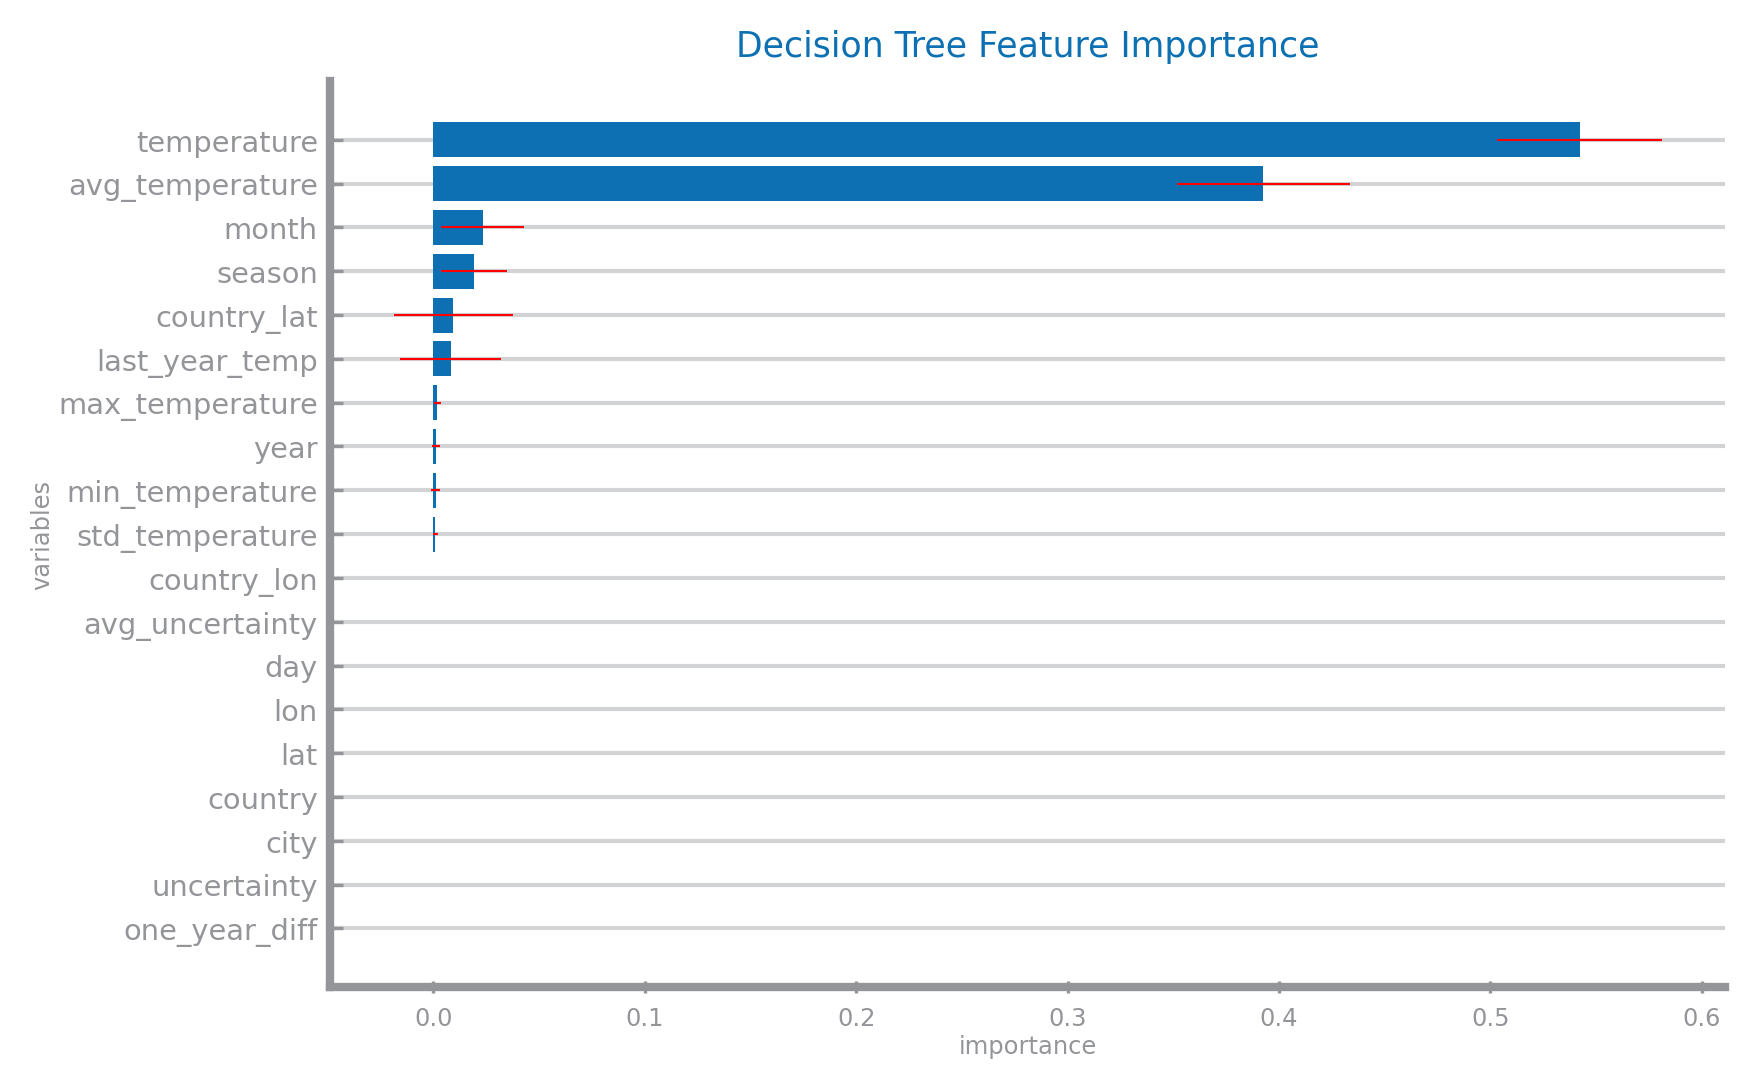 Decision Tree Feature Importance
temperature
avg_temperature
month
season
country_lat
last_year_temp
max_temperature
year
min_temperature
std_temperature
country_lon
avg_uncertainty
day
lon
lat
country
city
uncertainty
one_year_diff
variables
0.0 0.1 0.2 0.3 0.4 0.5 0.6
importance